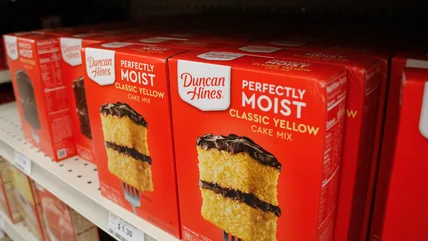 Duncan
Hines
PERFECTLY
MOIST
CLASSIC YELLOW
CAKE MIX
Duncan
Hines
PERFECTLY
MOIST
CLASSIC YELLOW
CAKE MIX